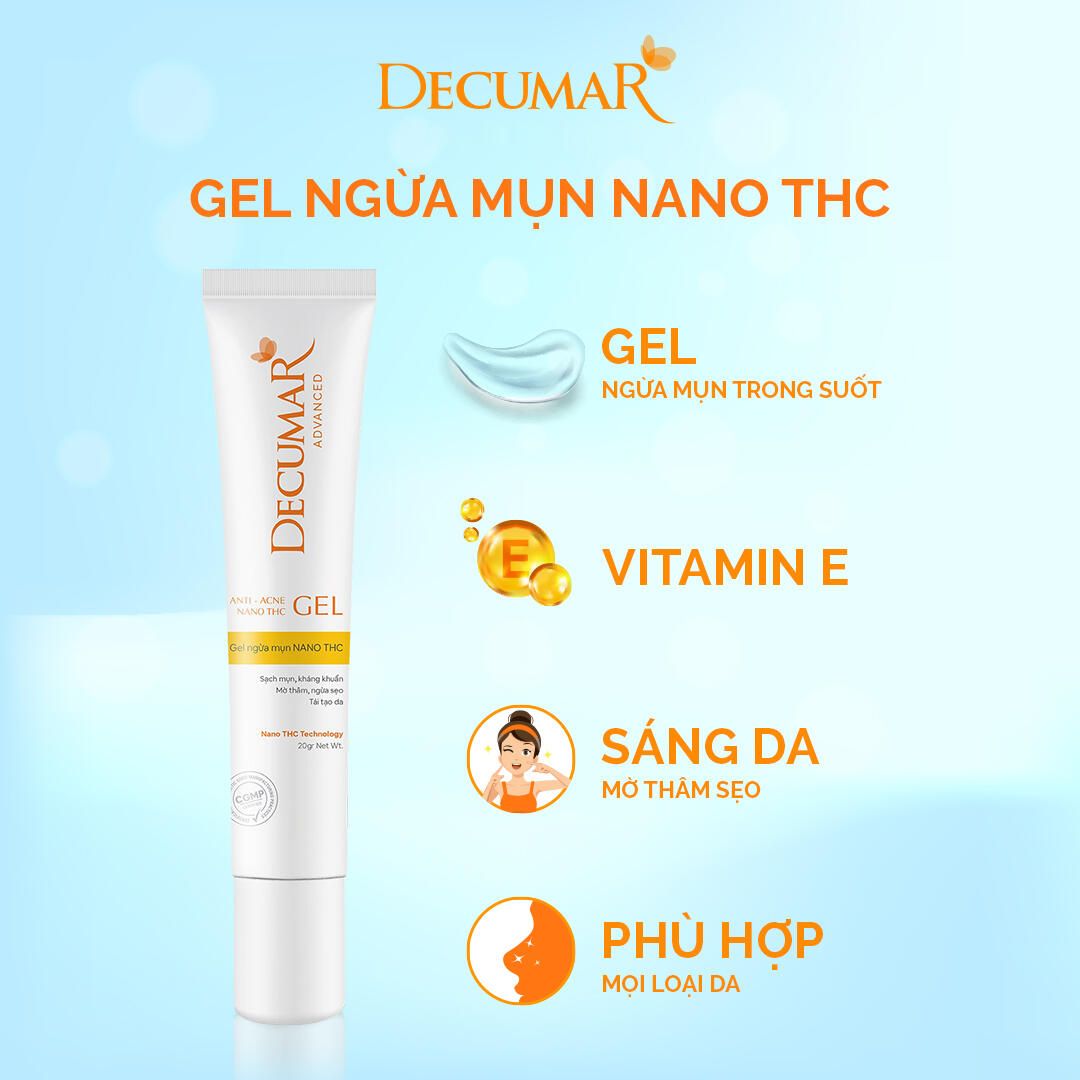 DECUMAR
GEL NGỪA MỤN NANO THC
DECUMAR
ADVANCED
ANTI - ACNE
NANO THC
GEL
Gel ngừa mụn NANO THC
Sạch mụn, kháng khuẩn
Mờ thâm, ngừa sẹo
Tái tạo da
Nano THC Technology
20gr Net Wt.
CGMP
GEL
NGỪA MỤN TRONG SUỐT
E
VITAMIN E
SÁNG DA
MỜ THÂM SẸO
PHÙ HỢP
MỌI LOẠI DA